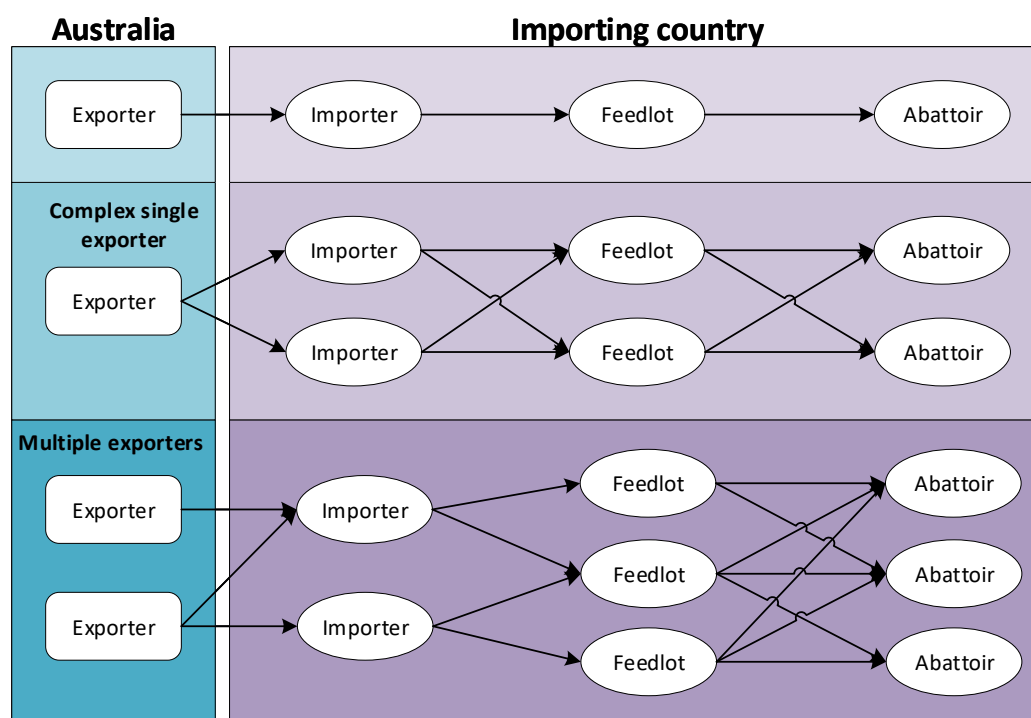 Australia
Importing country
Exporter
Importer
Feedlot
Abattoir
Complex single
exporter
Exporter
Importer
Feedlot
Abattoir
Importer
Feedlot
Abattoir
Multiple exporters
Exporter
Importer
Feedlot
Abattoir
Feedlot
Abattoir
Exporter
Importer
Feedlot
Abattoir